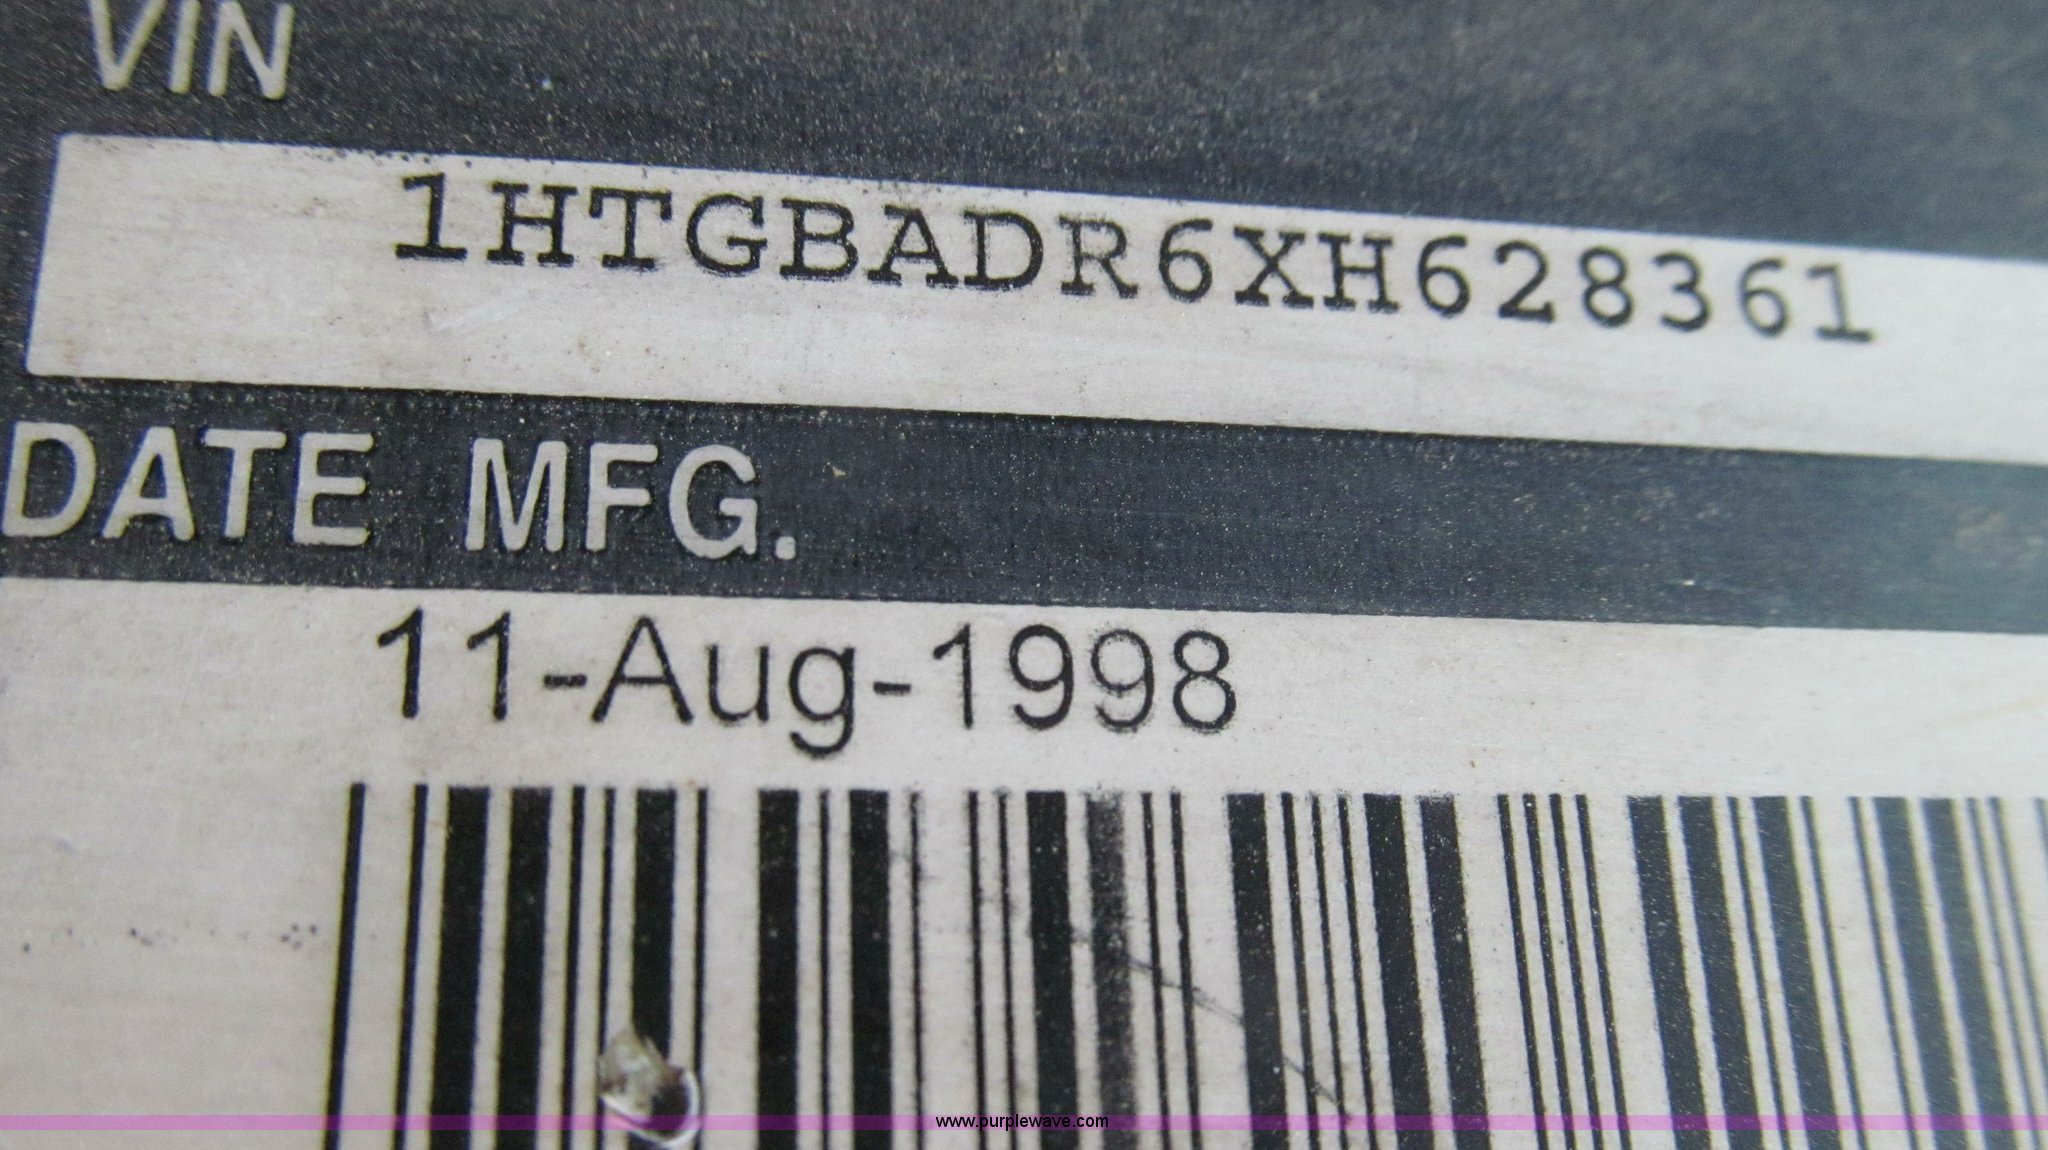 VIN
1HTGBADR6XH628361
DATE MFG.
11-Aug-1998
www.purplewave.com